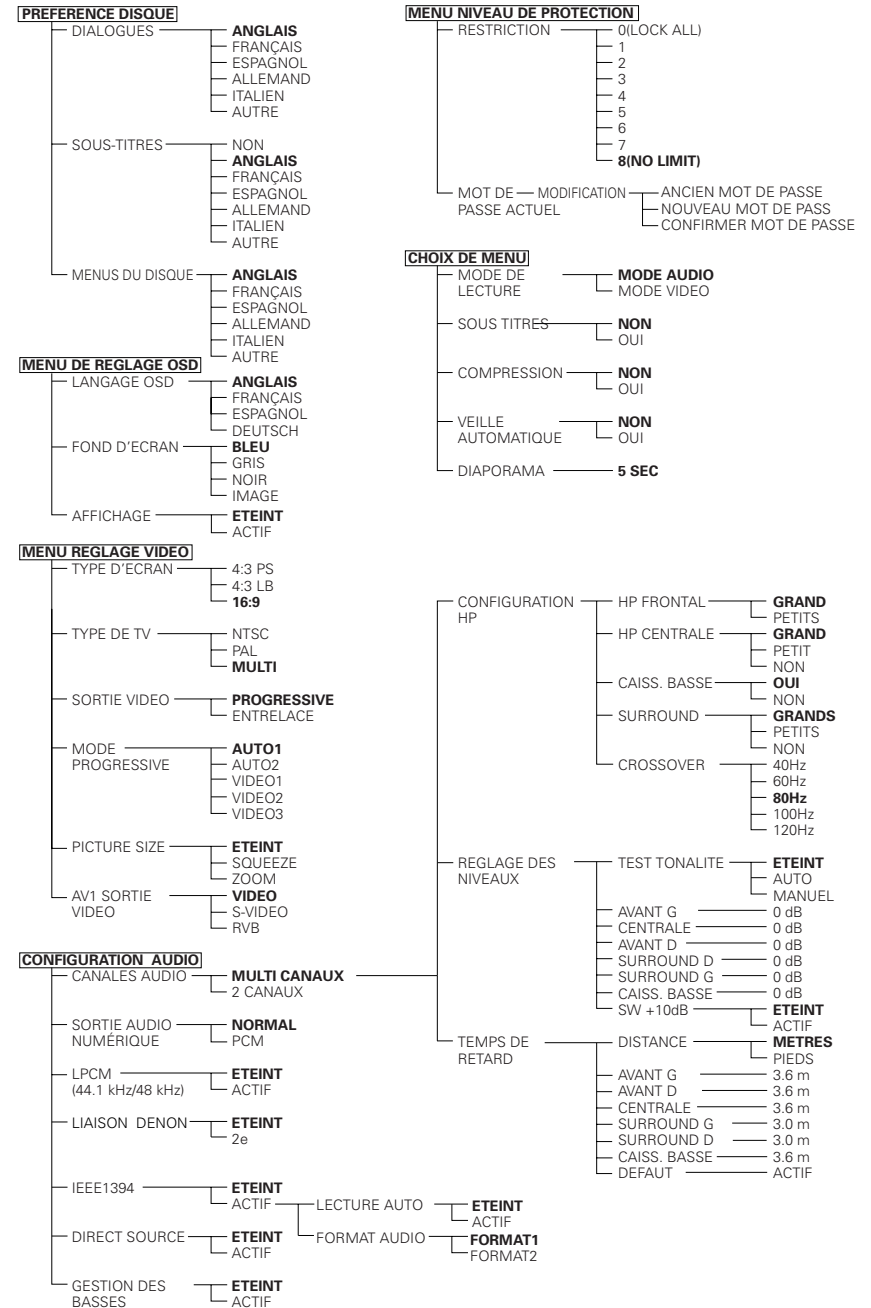 PREFERENCE DISQUE
DIALOGUES
ANGLAIS
FRANÇAIS
ESPAGNOL
ALLEMAND
ITALIEN
AUTRE
SOUS-TITRES
NON
ANGLAIS
FRANÇAIS
ESPAGNOL
ALLEMAND
ITALIEN
AUTRE
MENUS DU DISQUE
ANGLAIS
FRANÇAIS
ESPAGNOL
ALLEMAND
ITALIEN
AUTRE
MENU DE REGLAGE OSD
LANGAGE OSD
ANGLAIS
FRANÇAIS
ESPAGNOL
DEUTSCH
FOND D'ECRAN
BLEU
GRIS
NOIR
IMAGE
AFFICHAGE
ETEINT
ACTIF
MENU REGLAGE VIDEO
TYPE D'ECRAN
4:3 PS
4:3 LB
16:9
TYPE DE TV
NTSC
PAL
MULTI
SORTIE VIDEO
PROGRESSIVE
ENTRELACE
MODE
PROGRESSIVE
AUTO1
AUTO2
VIDEO1
VIDEO2
VIDEO3
PICTURE SIZE
ETEINT
SQUEEZE
ZOOM
AV1 SORTIE
VIDEO
VIDEO
S-VIDEO
RVB
CONFIGURATION AUDIO
CANALES AUDIO
MULTI CANAUX
2 CANAUX
SORTIE AUDIO
NUMÉRIQUE
NORMAL
PCM
LPCM
(44.1 kHz/48 kHz)
ETEINT
ACTIF
LIAISON DENON
ETEINT
2e
IEEE1394
ETEINT
ACTIF
LECTURE AUTO
ETEINT
ACTIF
FORMAT AUDIO
FORMAT1
FORMAT2
DIRECT SOURCE
ETEINT
ACTIF
GESTION DES
BASSES
ETEINT
ACTIF
MENU NIVEAU DE PROTECTION
RESTRICTION
0(LOCK ALL)
1
2
3
4
5
6
7
8(NO LIMIT)
MOT DE
PASSE ACTUEL
MODIFICATION
ANCIEN MOT DE PASSE
NOUVEAU MOT DE PASS
CONFIRMER MOT DE PASSE
CHOIX DE MENU
MODE DE
LECTURE
MODE AUDIO
MODE VIDEO
SOUS TITRES
NON
OUI
COMPRESSION
NON
OUI
VEILLE
AUTOMATIQUE
NON
OUI
DIAPORAMA
5 SEC
CONFIGURATION
HP
HP FRONTAL
GRAND
PETITS
HP CENTRALE
GRAND
PETIT
NON
CAISS. BASSE
OUI
NON
SURROUND
GRANDS
PETITS
NON
CROSSOVER
40Hz
60Hz
80Hz
100Hz
120Hz
REGLAGE DES
NIVEAUX
TEST TONALITE
ETEINT
AUTO
MANUEL
AVANT G 0 dB
CENTRALE 0 dB
AVANT D 0 dB
SURROUND D 0 dB
SURROUND G 0 dB
CAISS. BASSE 0 dB
SW +10dB
ETEINT
ACTIF
TEMPS DE
RETARD
DISTANCE
METRES
PIEDS
AVANT G 3.6 m
AVANT D 3.6 m
CENTRALE 3.6 m
SURROUND G 3.0 m
SURROUND D 3.0 m
CAISS. BASSE 3.6 m
DEFAUT ACTIF